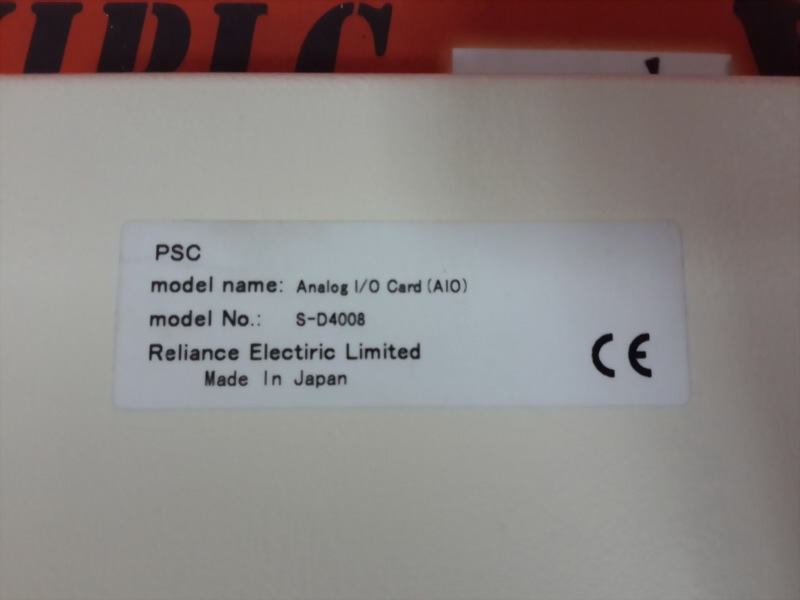 PSC
model name: Analog I/O Card (AIO)
model No.: S-D4008
Reliance Electiric Limited
Made In Japan
CE